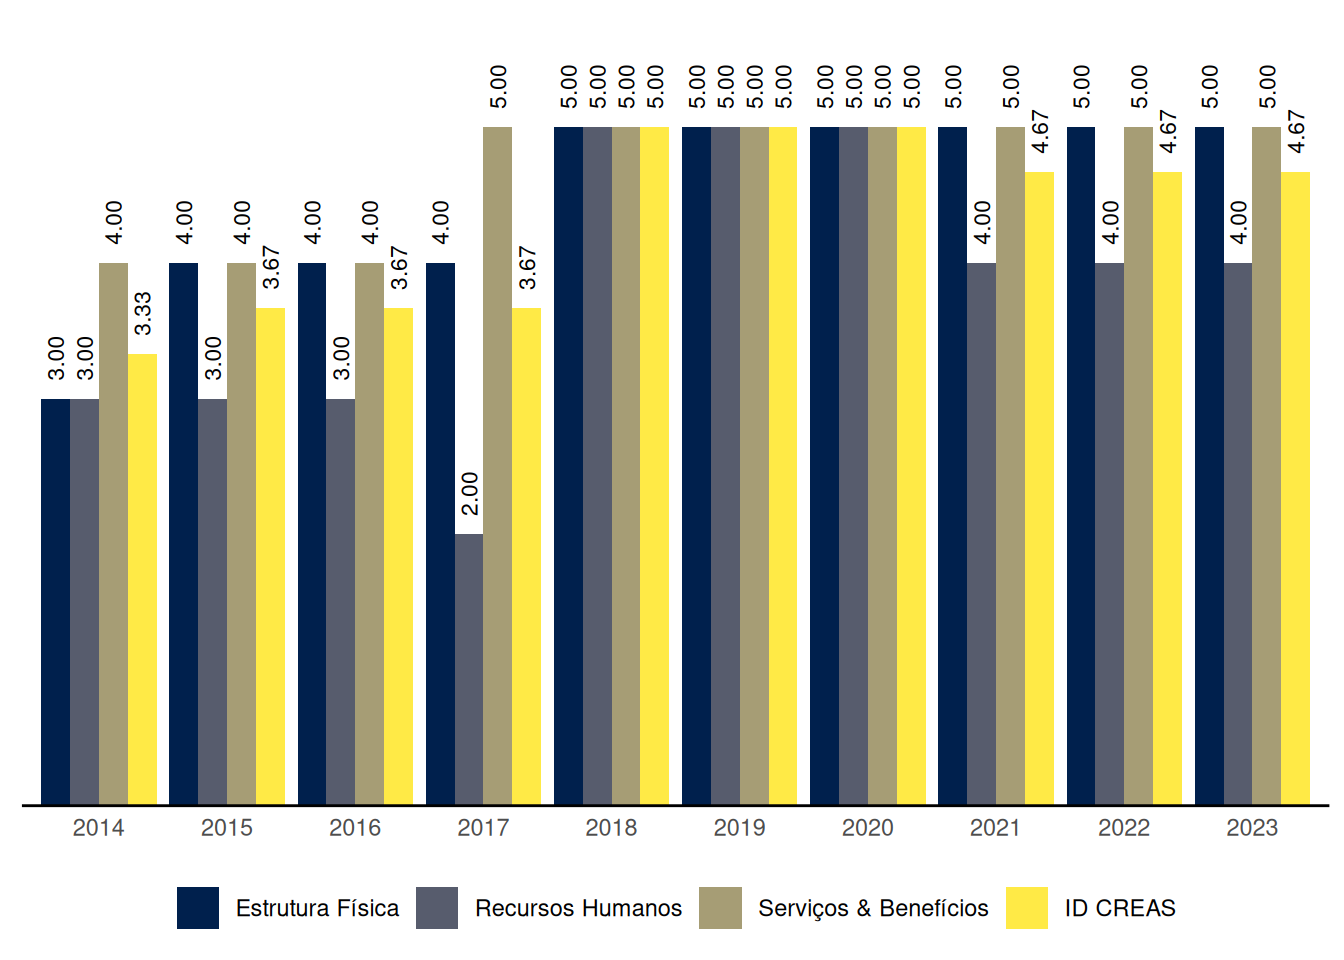 5.00 5.00 5.00 5.00 5.00 5.00 5.00 5.00 5.00 5.00 5.00 5.00 5.00 5.00 5.00 5.00 5.00 5.00 5.00
4.67 4.67 4.67
4.00 4.00 4.00 4.00 4.00 4.00 4.00 4.00 4.00
3.67 3.67 3.67
3.33
3.00 3.00 3.00 3.00
2.00
2014 2015 2016 2017 2018 2019 2020 2021 2022 2023
Estrutura Física Recursos Humanos Serviços & Benefícios ID CREAS